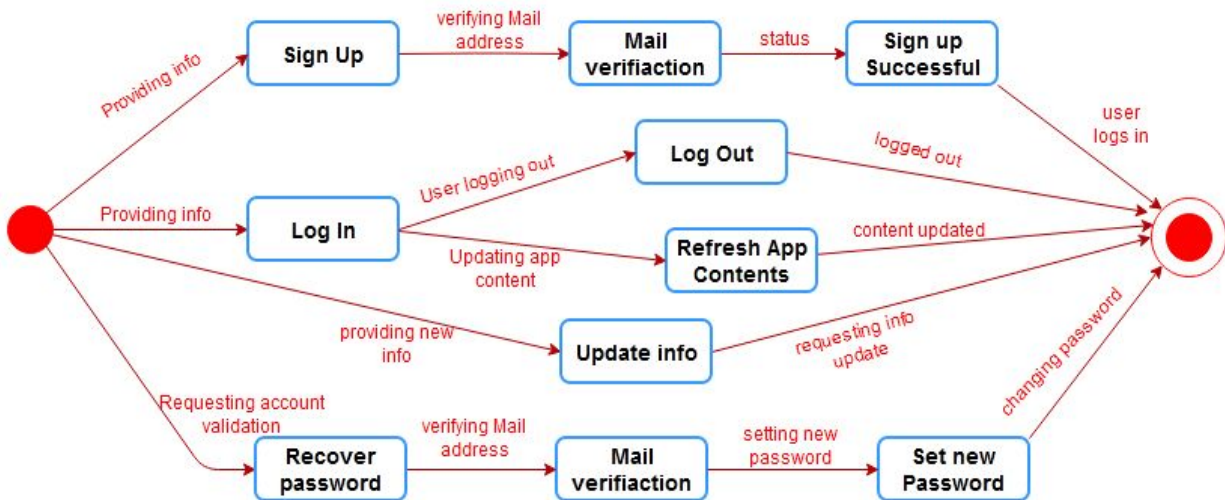 Providing info
Sign Up
verifying Mail
address
Mail
verifiaction
status
Sign up
Successful
user
logs in
Providing info
Log In
User logging out
Log Out
logged out
Updating app
content
Refresh App
Contents
content updated
providing new
info
Update info
requesting info
update
Requesting account
validation
Recover
password
verifying Mail
address
Mail
verifiaction
setting new
password
Set new
Password
changing password